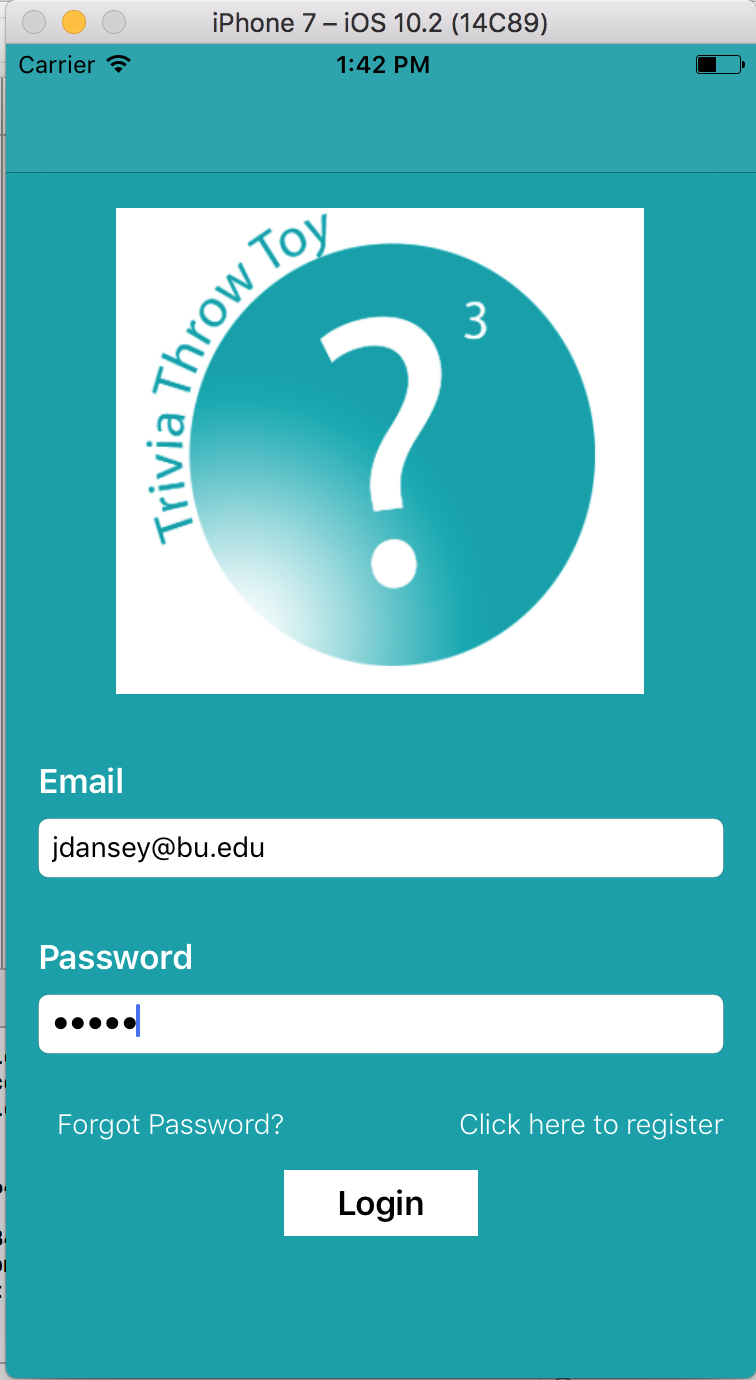 iPhone 7 – iOS 10.2 (14C89)
Carrier 1:42 PM
Trivia Throw Toy
? 3
Email
jdansey@bu.edu
Password
•••••
Forgot Password? Click here to register
Login